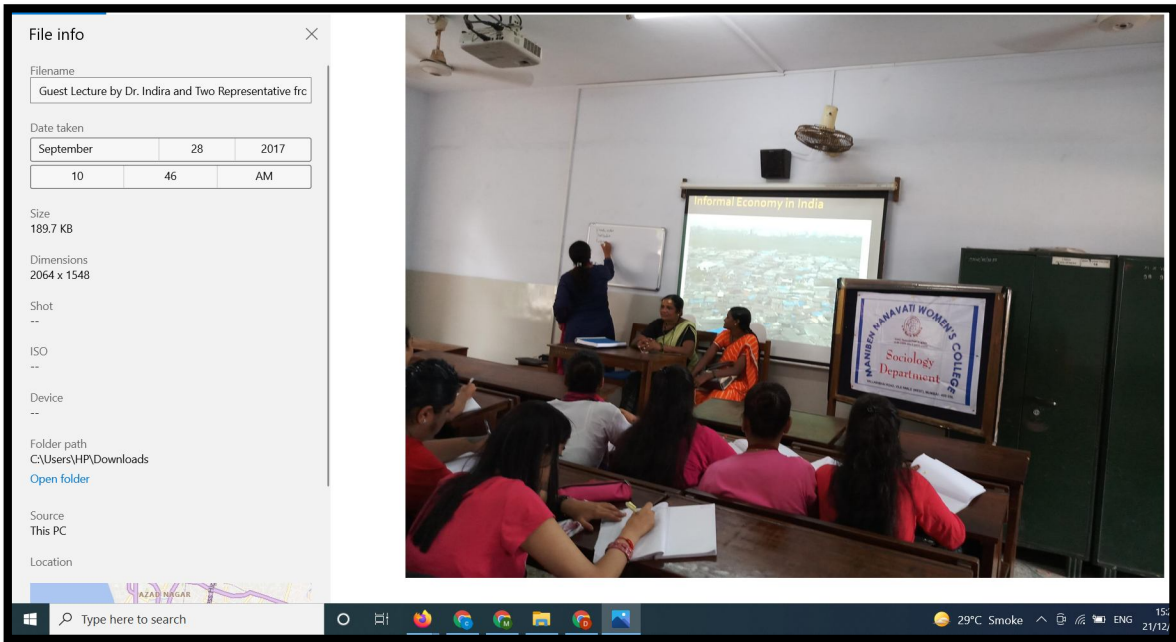 File info
Filename
Guest Lecture by Dr. Indira and Two Representative frc
Date taken
September 28 2017
10 46 AM
Size
189.7 KB
Dimensions
2064 x 1548
Shot
--
ISO
--
Device
--
Folder path
C:\Users\HP\Downloads
Open folder
Source
This PC
Location
AZAD NAGAR
Informal Economy in India
MANIBEN NANAVATI WOMEN'S COLLEGE
Sociology
Department
Type here to search
29°C Smoke
ENG
15:
21/12/